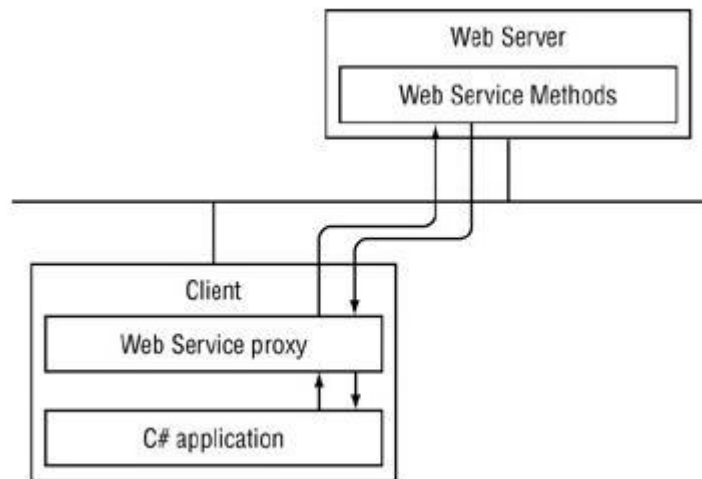 Web Server
Web Service Methods
Client
Web Service proxy
C# application